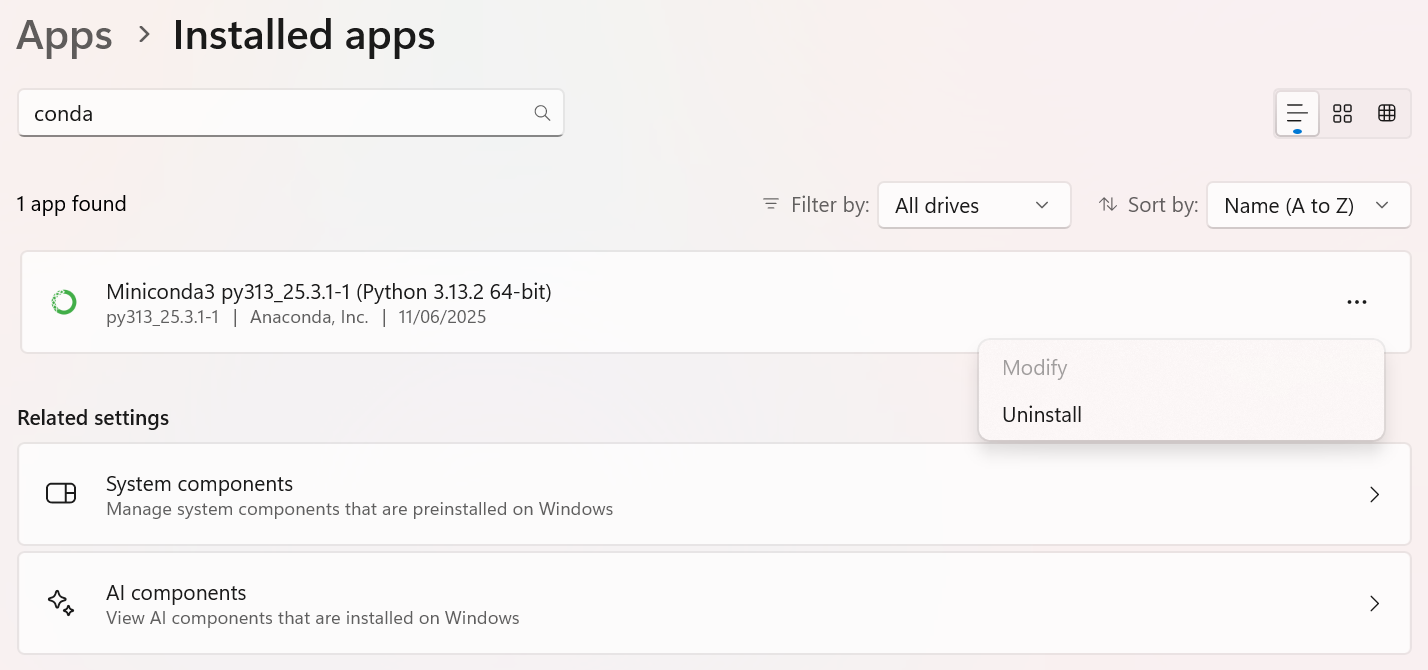 Apps > Installed apps
conda
1 app found
Filter by: All drives
Sort by: Name (A to Z)
Miniconda3 py313_25.3.1-1 (Python 3.13.2 64-bit)
py313_25.3.1-1 | Anaconda, Inc. | 11/06/2025
Modify
Uninstall
Related settings
System components
Manage system components that are preinstalled on Windows
AI components
View AI components that are installed on Windows